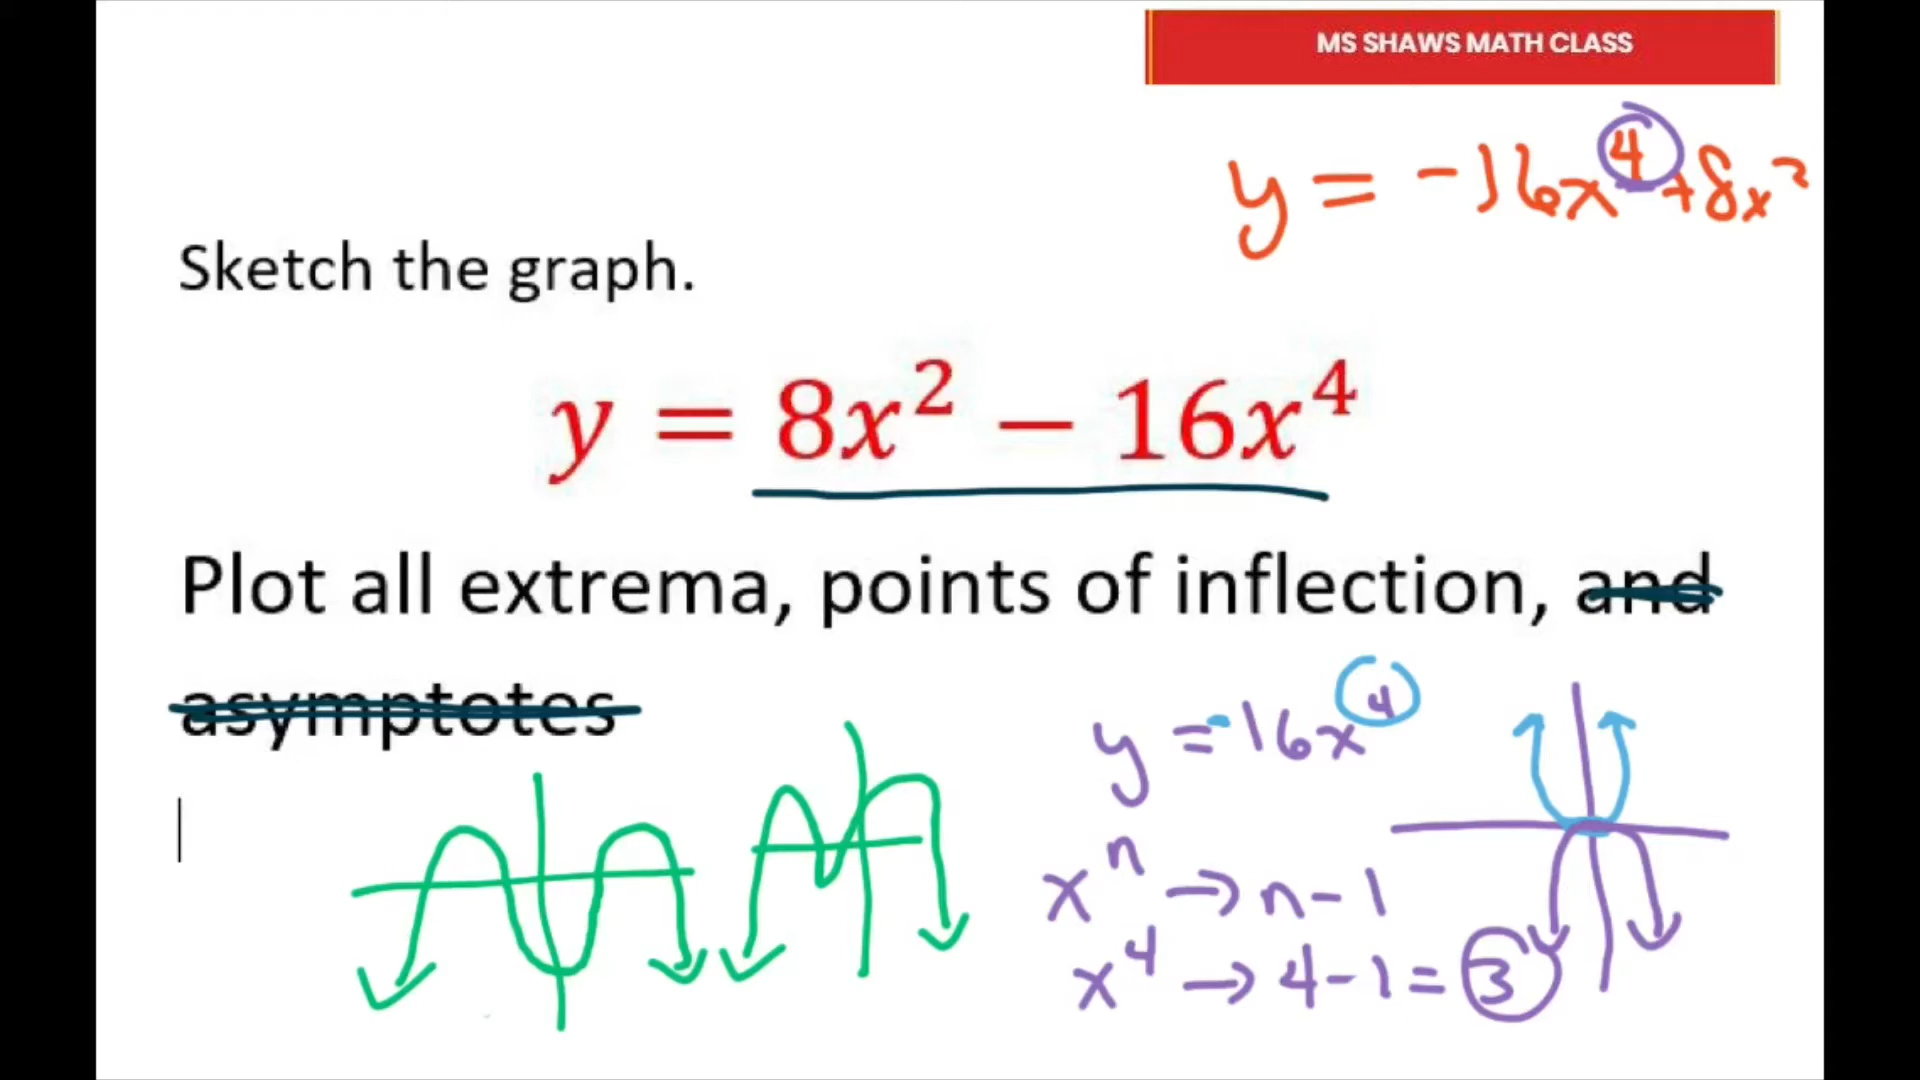 MS SHAWS MATH CLASS
y = -16x⁴+8x²
Sketch the graph.
y = 8x² − 16x⁴
Plot all extrema, points of inflection, and
asymptotes
y = -16x⁴
xⁿ → n-1
x⁴ → 4-1 = 3